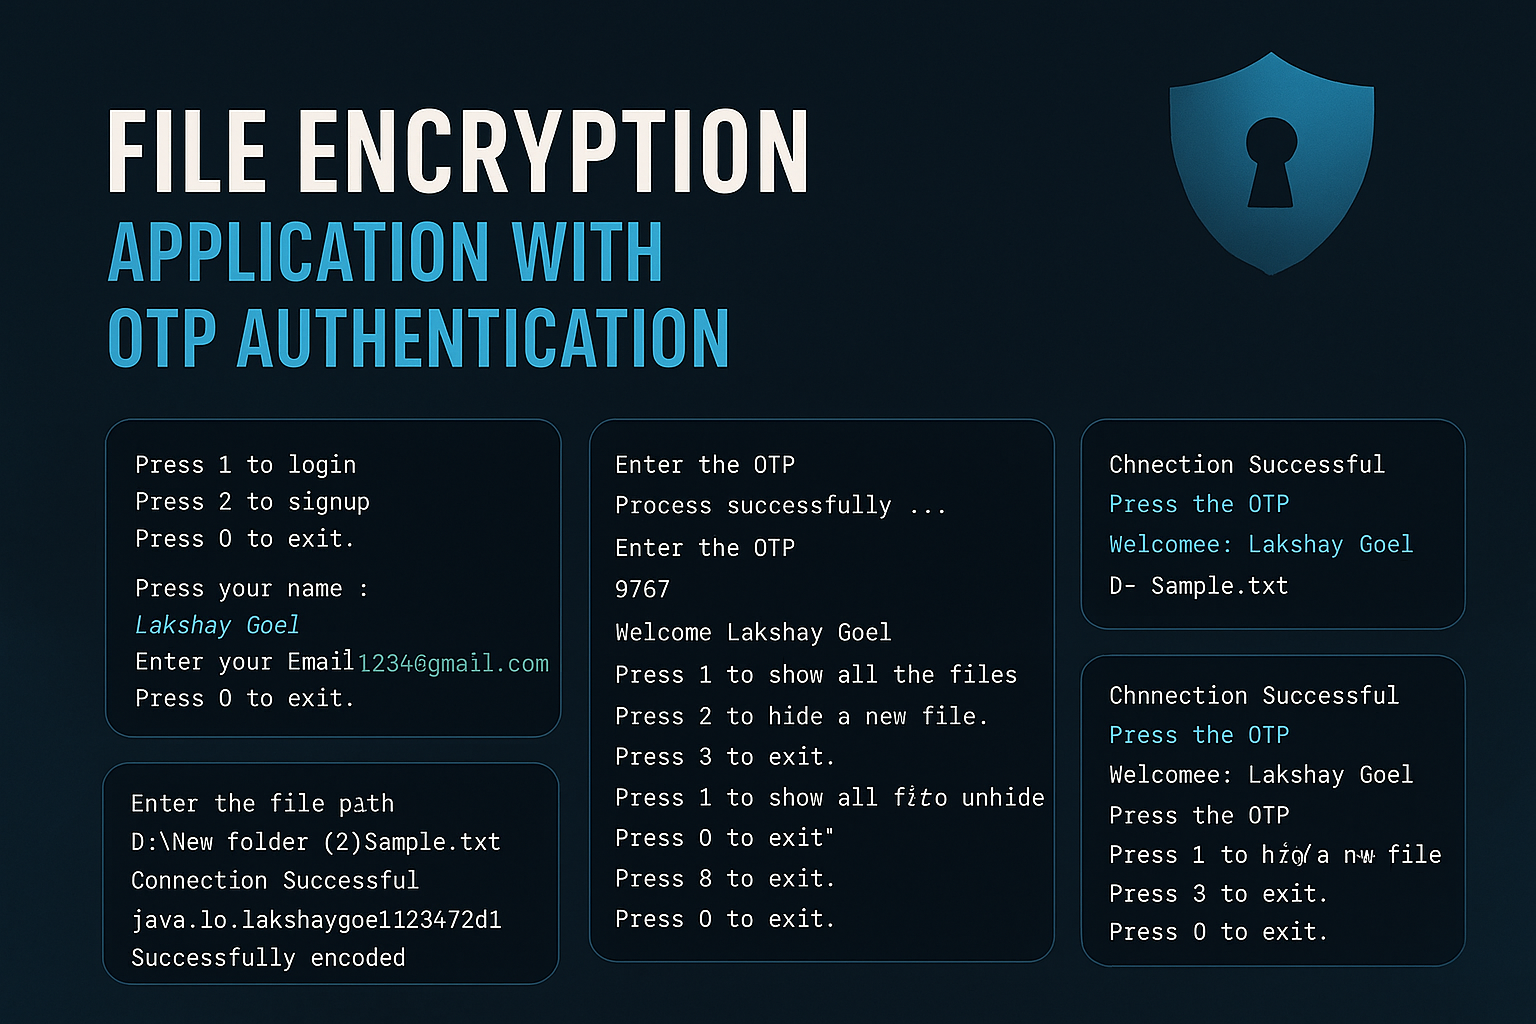 FILE ENCRYPTION
APPLICATION WITH
OTP AUTHENTICATION
Press 1 to login
Press 2 to signup
Press 0 to exit.
Press your name :
Lakshay Goel
Enter your Email 1234@gmail.com
Press 0 to exit.
Enter the file path
D:\New folder (2)Sample.txt
Connection Successful
java.lo.lakshaygoe1123472d1
Successfully encoded
Enter the OTP
Process successfully ...
Enter the OTP
9767
Welcome Lakshay Goel
Press 1 to show all the files
Press 2 to hide a new file.
Press 3 to exit.
Press 1 to show all unhide
Press 0 to exit"
Press 8 to exit.
Press 0 to exit.
Chnection Successful
Press the OTP
Welcomee: Lakshay Goel
D- Sample.txt
Chnnection Successful
Press the OTP
Welcomee: Lakshay Goel
Press the OTP
Press 1 to a file
Press 3 to exit.
Press 0 to exit.